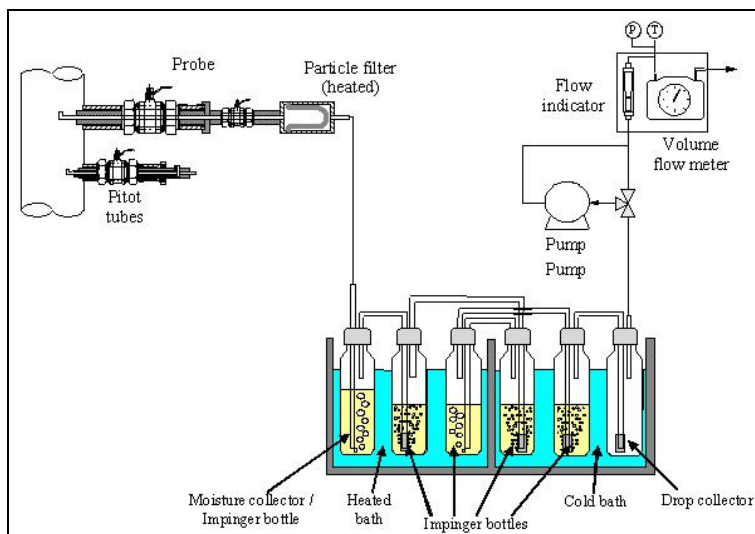 P T
Probe
Particle filter
(heated)
Flow
indicator
Volume
flow meter
Pitot
tubes
Pump
Pump
Moisture collector /
Impinger bottle
Heated
bath
Impinger bottles
Cold bath
Drop collector